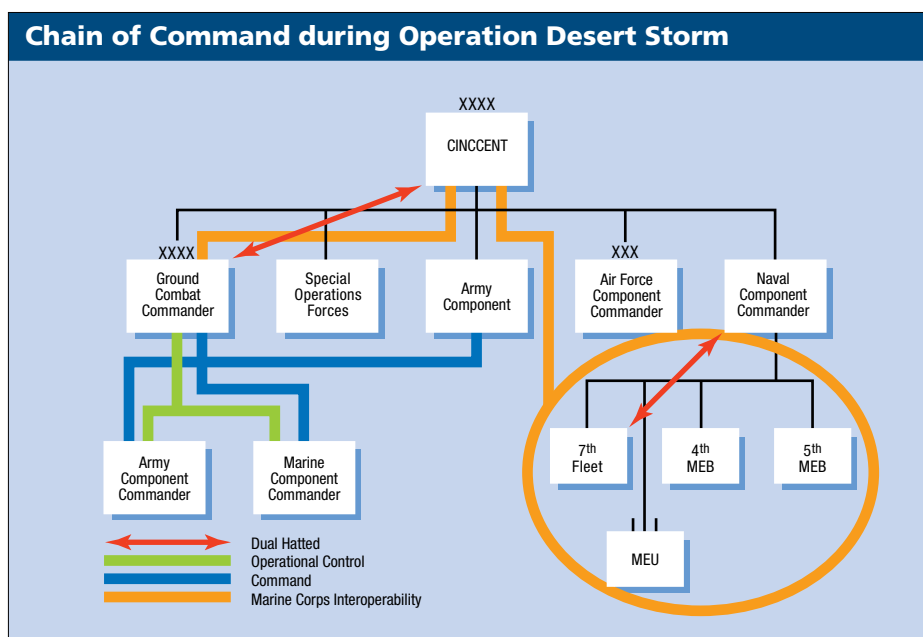 Chain of Command during Operation Desert Storm
XXXX
CINCCENT
XXXX
Ground
Combat
Commander
Special
Operations
Forces
Army
Component
XXX
Air Force
Component
Commander
Naval
Component
Commander
Army
Component
Commander
Marine
Component
Commander
7th
Fleet
4th
MEB
5th
MEB
MEU
Dual Hatted
Operational Control
Command
Marine Corps Interoperability